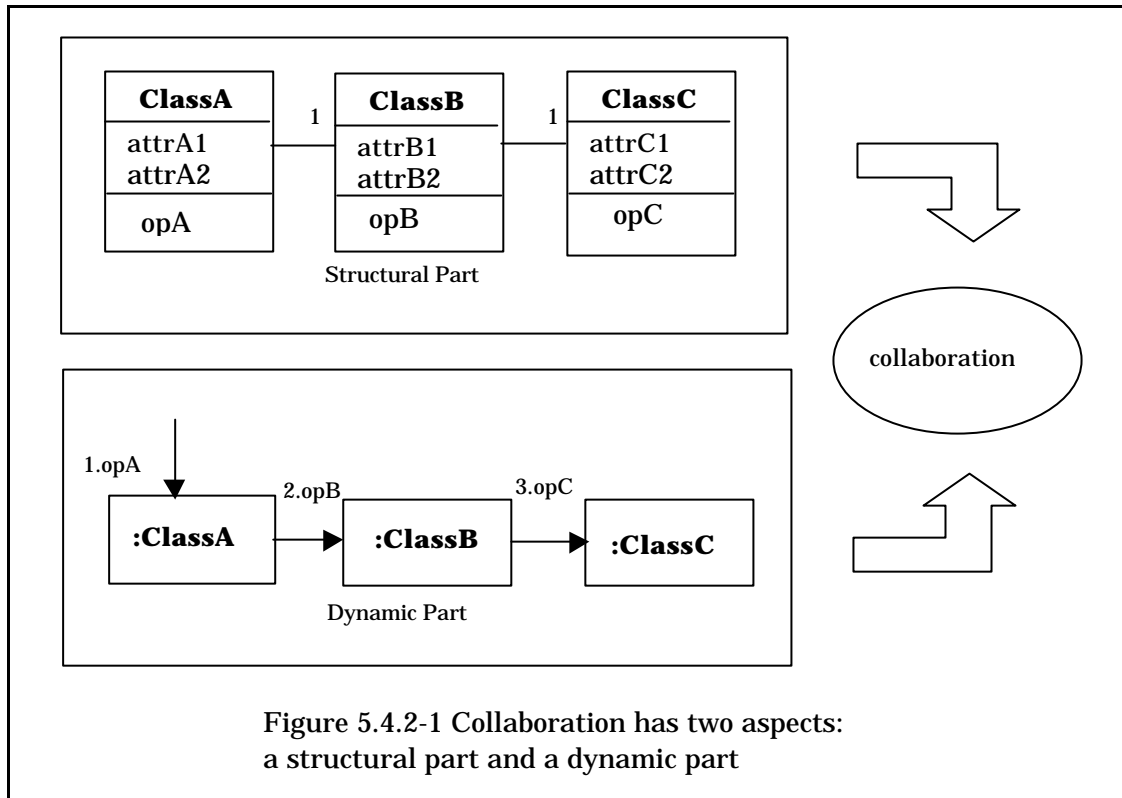 ClassA
attrA1
attrA2
opA
1
ClassB
attrB1
attrB2
opB
1
ClassC
attrC1
attrC2
opC
Structural Part
collaboration
1.opA
:ClassA
2.opB
:ClassB
3.opC
:ClassC
Dynamic Part
Figure 5.4.2-1 Collaboration has two aspects:
a structural part and a dynamic part